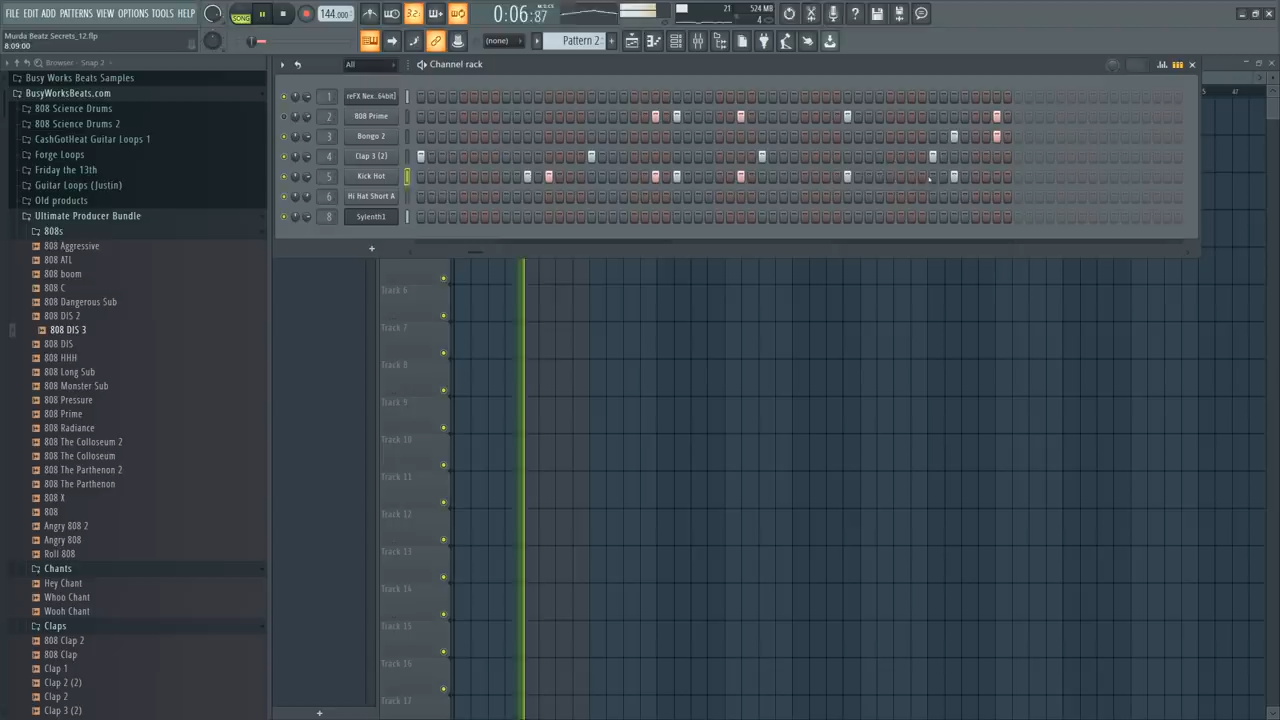 FILE EDIT ADD PATTERNS VIEW OPTIONS TOOLS HELP
SONG
144.000
32
0:06:87
M:S:CS
21
524 MB
4
Murda Beatz Secrets_12.flp
8:09:00
(none)
Pattern 2
Browser - Snap 2
All
Channel rack
Busy Works Beats Samples
BusyWorksBeats.com
808 Science Drums
808 Science Drums 2
CashGotHeat Guitar Loops 1
Forge Loops
Friday the 13th
Guitar Loops (Justin)
Old products
Ultimate Producer Bundle
808s
808 Aggressive
808 ATL
808 boom
808 C
808 Dangerous Sub
808 DIS 2
808 DIS 3
808 DIS
808 HHH
808 Long Sub
808 Monster Sub
808 Pressure
808 Prime
808 Radiance
808 The Colloseum 2
808 The Colloseum
808 The Parthenon 2
808 The Parthenon
808 X
808
Angry 808 2
Angry 808
Roll 808
Chants
Hey Chant
Whoo Chant
Wooh Chant
Claps
808 Clap 2
808 Clap
Clap 1
Clap 2 (2)
Clap 2
Clap 3 (2)
1 reFX Nex..64bit]
2 808 Prime
3 Bongo 2
4 Clap 3 (2)
5 Kick Hot
6 Hi Hat Short A
8 Sylenth1
47
Track 6
Track 7
Track 8
Track 9
Track 10
Track 11
Track 12
Track 13
Track 14
Track 15
Track 16
Track 17